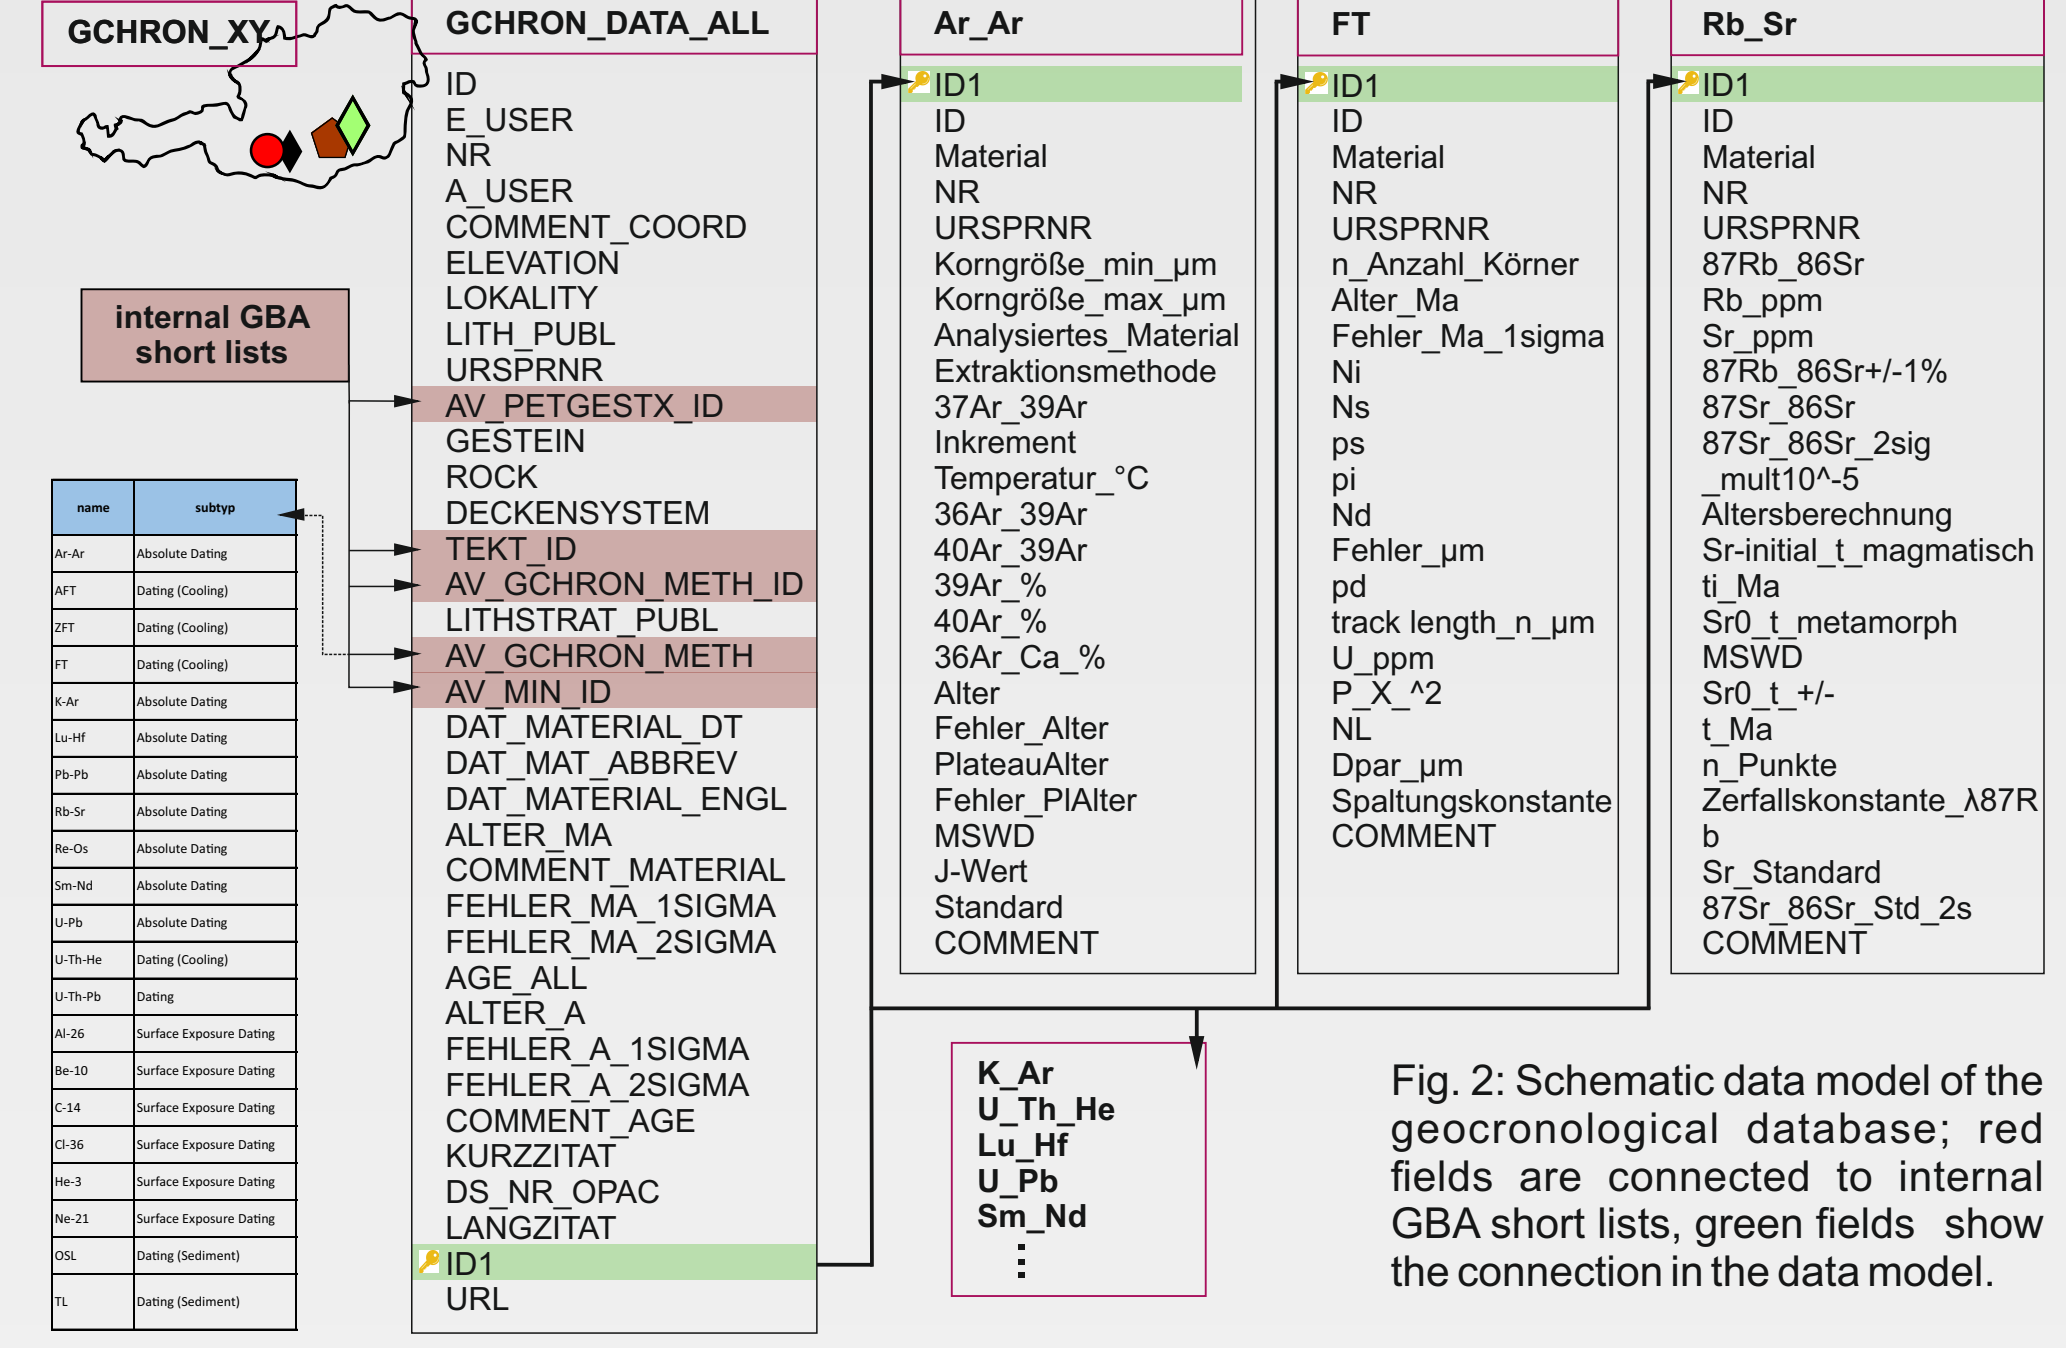 GCHRON_XY
internal GBA
short lists
name subtyp
Ar-Ar Absolute Dating
AFT Dating (Cooling)
ZFT Dating (Cooling)
FT Dating (Cooling)
K-Ar Absolute Dating
Lu-Hf Absolute Dating
Pb-Pb Absolute Dating
Rb-Sr Absolute Dating
Re-Os Absolute Dating
Sm-Nd Absolute Dating
U-Pb Absolute Dating
U-Th-He Dating (Cooling)
U-Th-Pb Dating
Al-26 Surface Exposure Dating
Be-10 Surface Exposure Dating
C-14 Surface Exposure Dating
Cl-36 Surface Exposure Dating
He-3 Surface Exposure Dating
Ne-21 Surface Exposure Dating
OSL Dating (Sediment)
TL Dating (Sediment)
GCHRON_DATA_ALL
ID
E_USER
NR
A_USER
COMMENT_COORD
ELEVATION
LOKALITY
LITH_PUBL
URSPRNR
AV_PETGESTX_ID
GESTEIN
ROCK
DECKENSYSTEM
TEKT_ID
AV_GCHRON_METH_ID
LITHSTRAT_PUBL
AV_GCHRON_METH
AV_MIN_ID
DAT_MATERIAL_DT
DAT_MAT_ABBREV
DAT_MATERIAL_ENGL
ALTER_MA
COMMENT_MATERIAL
FEHLER_MA_1SIGMA
FEHLER_MA_2SIGMA
AGE_ALL
ALTER_A
FEHLER_A_1SIGMA
FEHLER_A_2SIGMA
COMMENT_AGE
KURZZITAT
DS_NR_OPAC
LANGZITAT
ID1
URL
Ar_Ar
ID1
ID
Material
NR
URSPRNR
Korngröße_min_µm
Korngröße_max_µm
Analysiertes_Material
Extraktionsmethode
37Ar_39Ar
Inkrement
Temperatur_°C
36Ar_39Ar
40Ar_39Ar
39Ar_%
40Ar_%
36Ar_Ca_%
Alter
Fehler_Alter
PlateauAlter
Fehler_PlAlter
MSWD
J-Wert
Standard
COMMENT
FT
ID1
ID
Material
NR
URSPRNR
n_Anzahl_Körner
Alter_Ma
Fehler_Ma_1sigma
Ni
Ns
ps
pi
Nd
Fehler_µm
pd
track length_n_µm
U_ppm
P_X_^2
NL
Dpar_µm
Spaltungskonstante
COMMENT
Rb_Sr
ID1
ID
Material
NR
URSPRNR
87Rb_86Sr
Rb_ppm
Sr_ppm
87Rb_86Sr+/-1%
87Sr_86Sr
87Sr_86Sr_2sig
_mult10^-5
Altersberechnung
Sr-initial_t_magmatisch
ti_Ma
Sr0_t_metamorph
MSWD
Sr0_t_+/-
t_Ma
n_Punkte
Zerfallskonstante_λ87R
b
Sr_Standard
87Sr_86Sr_Std_2s
COMMENT
K_Ar
U_Th_He
Lu_Hf
U_Pb
Sm_Nd
⋮
Fig. 2: Schematic data model of the
geocronological database; red
fields are connected to internal
GBA short lists, green fields show
the connection in the data model.